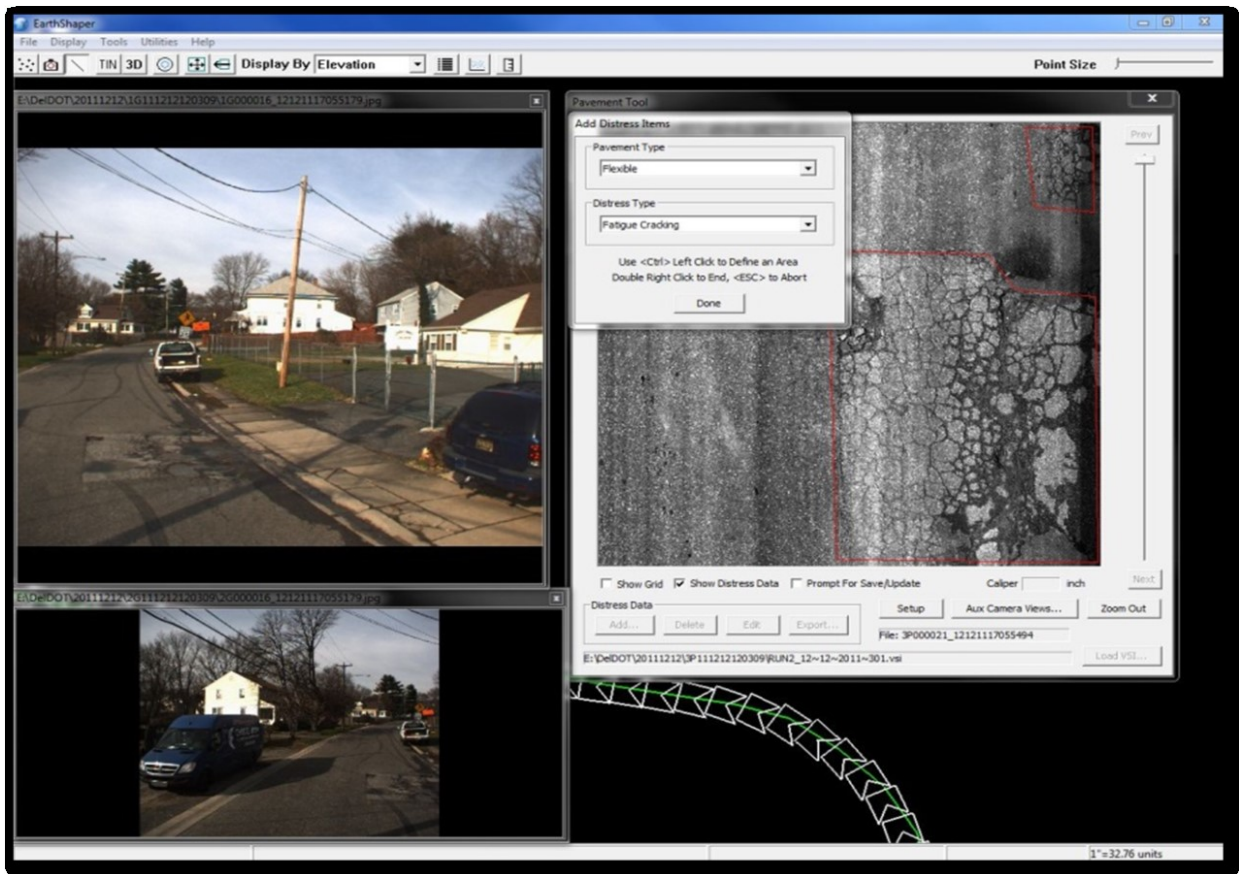 EarthShaper
File Display Tools Utilities Help
TIN 3D Display By Elevation Point Size
E:\DelDOT\20111212\1G111212120309\1G000016_12121117055179.jpg
Pavement Tool
Add Distress Items
Prev
Pavement Type
Flexible
Distress Type
Fatigue Cracking
Use <Ctrl> Left Click to Define an Area
Double Right Click to End, <ESC> to Abort
Done
Show Grid Show Distress Data Prompt For Save/Update Caliper inch Next
Distress Data
Add... Delete Edit Export...
Setup Aux Camera Views... Zoom Out
File: 3P000021_12121117055494
E:\DelDOT\20111212\3P111212120309\RUN2_12~12~2011~301.vsi
Load VSI...
E:\DelDOT\20111212\2G111212120309\2G000016_12121117055179.jpg
1"=32.76 units